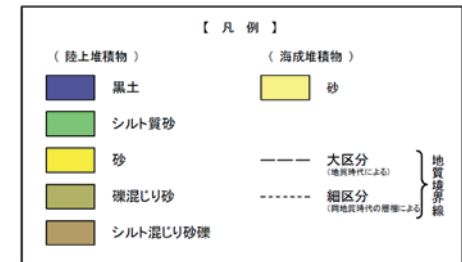 【 凡 例 】
( 陸上堆積物 )
黒土
シルト質砂
砂
礫混じり砂
シルト混じり砂礫
( 海成堆積物 )
砂
大区分
(地質時代による)
細区分
(同地質時代の層相による
地質境界線